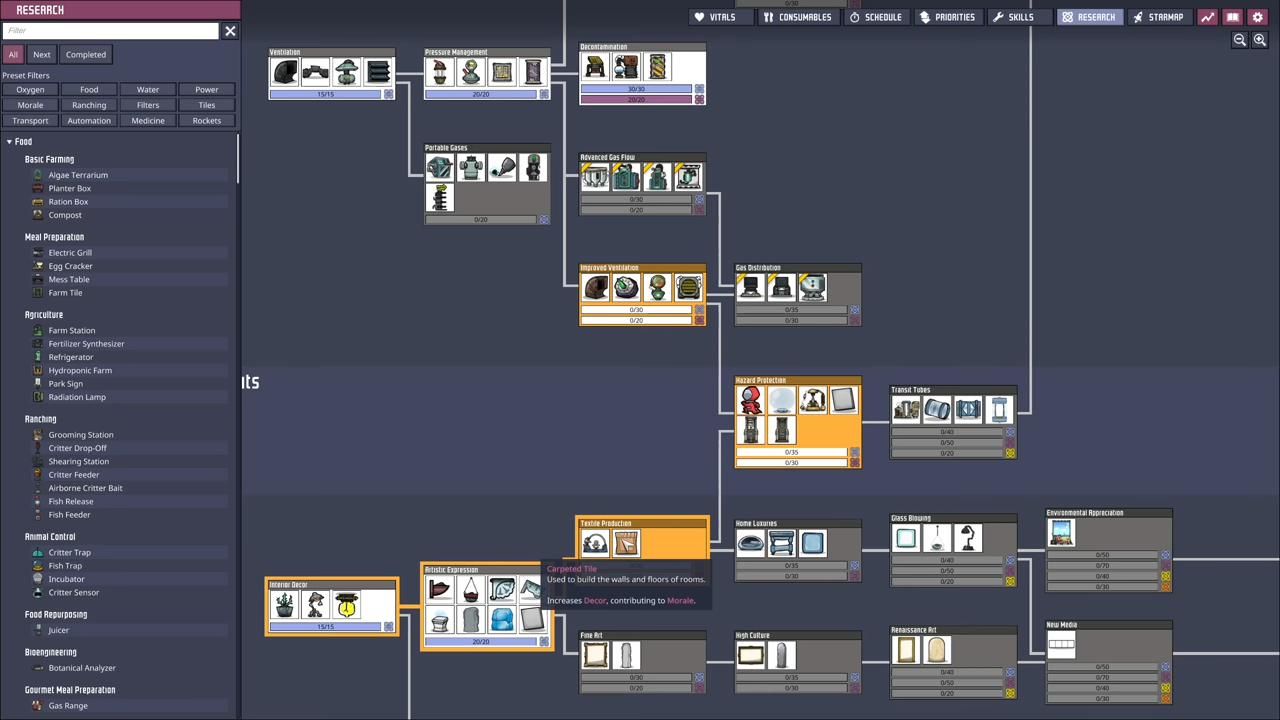 RESEARCH
VITALS
CONSUMABLES
SCHEDULE
PRIORITIES
SKILLS
RESEARCH
STARMAP
Filter
All
Next
Completed
Preset Filters
Oxygen
Food
Water
Power
Morale
Ranching
Filters
Tiles
Transport
Automation
Medicine
Rockets
Food
Basic Farming
Algae Terrarium
Planter Box
Ration Box
Compost
Meal Preparation
Electric Grill
Egg Cracker
Mess Table
Farm Tile
Agriculture
Farm Station
Fertilizer Synthesizer
Refrigerator
Hydroponic Farm
Park Sign
Radiation Lamp
Ranching
Grooming Station
Critter Drop-Off
Shearing Station
Critter Feeder
Airborne Critter Bait
Fish Release
Fish Feeder
Animal Control
Critter Trap
Fish Trap
Incubator
Critter Sensor
Food Repurposing
Juicer
Bioengineering
Botanical Analyzer
Gourmet Meal Preparation
Gas Range
Ventilation
15/15
Pressure Management
20/20
Decontamination
30/30
20/20
Portable Gases
0/20
Advanced Gas Flow
0/30
0/20
Improved Ventilation
0/30
0/20
Gas Distribution
0/35
0/30
nts
Hazard Protection
0/35
0/30
Transit Tubes
0/40
0/50
0/20
Textile Production
Carpeted Tile
Used to build the walls and floors of rooms.
Increases Decor, contributing to Morale.
Home Luxuries
0/35
0/30
Glass Blowing
0/40
0/50
0/20
Environmental Appreciation
0/50
0/70
0/40
0/30
Interior Decor
15/15
Artistic Expression
20/20
Fine Art
0/30
0/20
High Culture
0/35
0/30
Renaissance Art
0/40
0/50
0/20
New Media
0/50
0/70
0/40
0/30